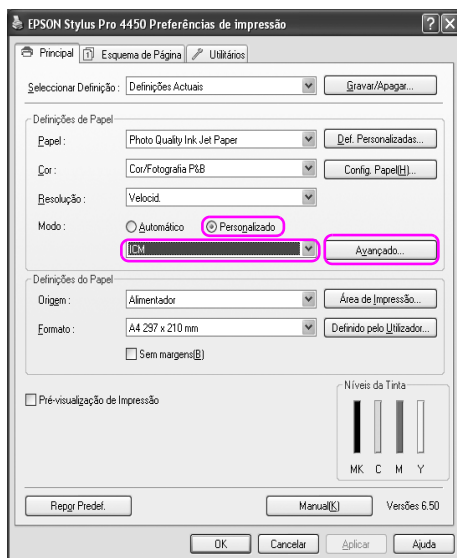 EPSON Stylus Pro 4450 Preferências de impressão
Principal Esquema de Página Utilitários
Seleccionar Definição : Definições Actuais Gravar/Apagar...
Definições de Papel
Papel : Photo Quality Ink Jet Paper Def. Personalizadas...
Cor : Cor/Fotografia P&B Config. Papel(H)...
Resolução : Velocid.
Modo : Automático Personalizado
ICM Avançado...
Definições do Papel
Origem : Alimentador Área de Impressão...
Formato : A4 297 x 210 mm Definido pelo Utilizador...
Sem margens(B)
Pré-visualização de Impressão
Níveis da Tinta
MK C M Y
Repor Predef. Manual(K) Versões 6.50
OK Cancelar Aplicar Ajuda